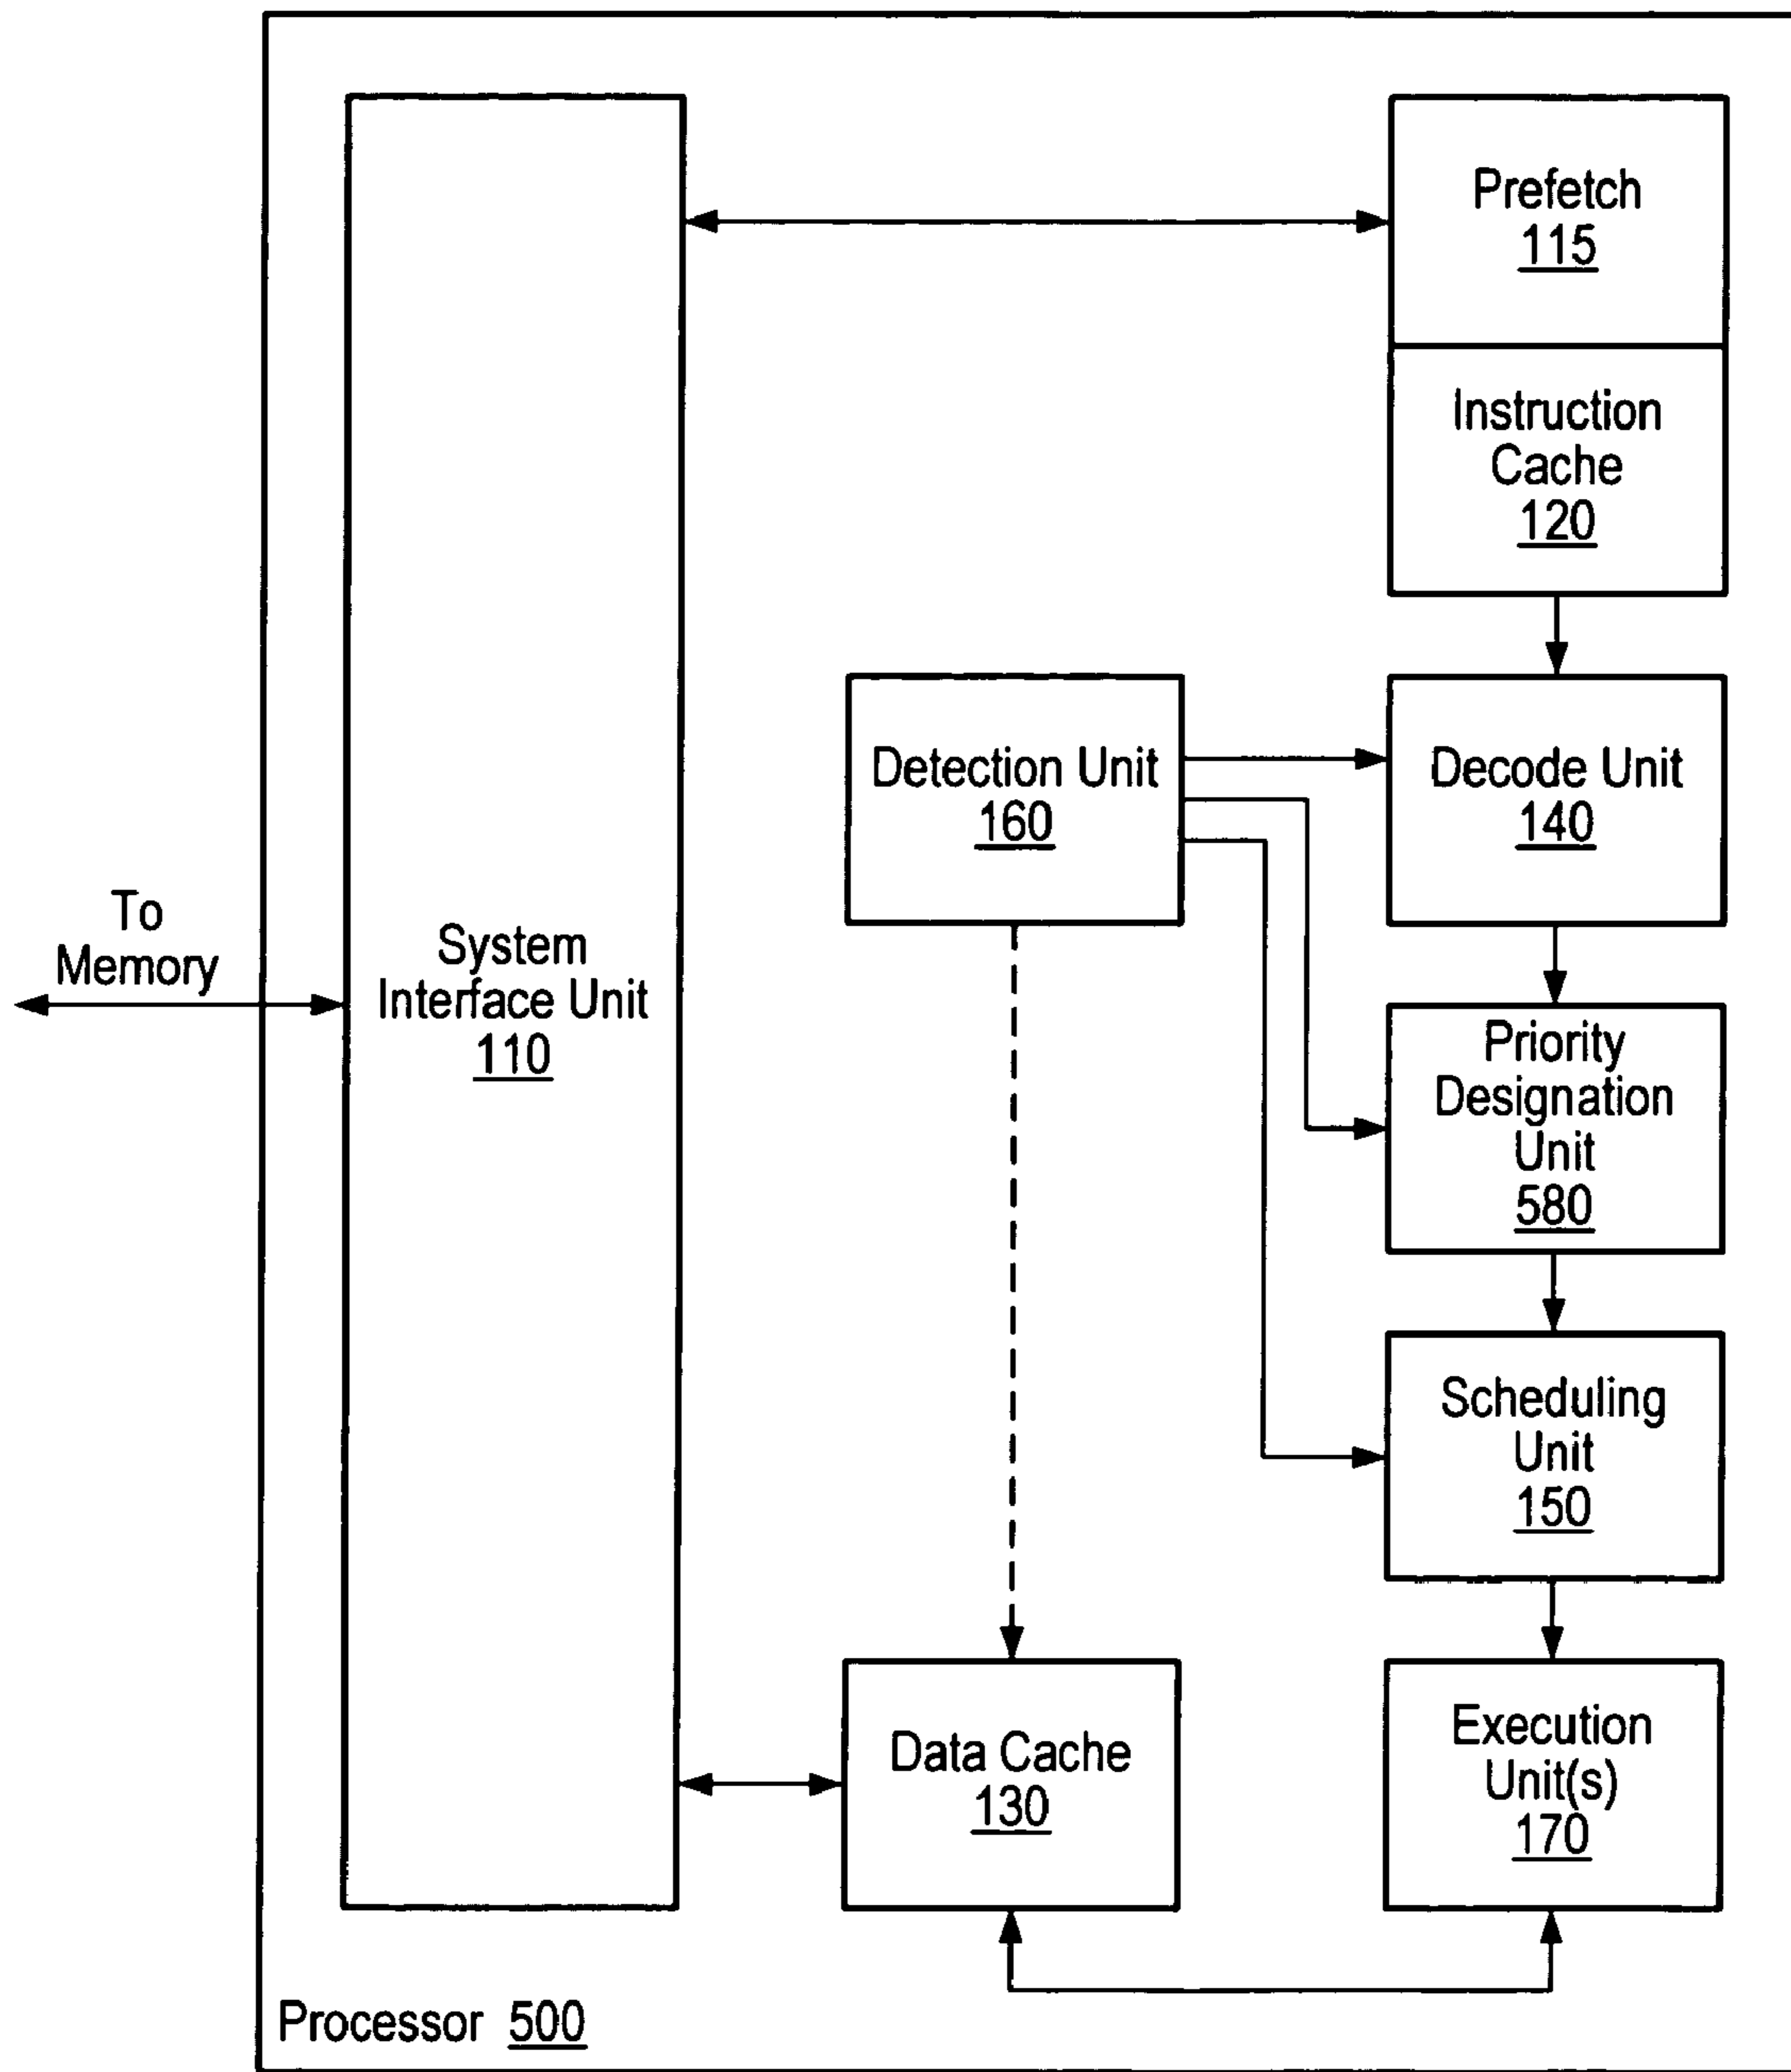 Prefetch
115
Instruction
Cache
120
Detection Unit
160
Decode Unit
140
To
Memory
System
Interface Unit
110
Priority
Designation
Unit
580
Scheduling
Unit
150
Data Cache
130
Execution
Unit(s)
170
Processor 500